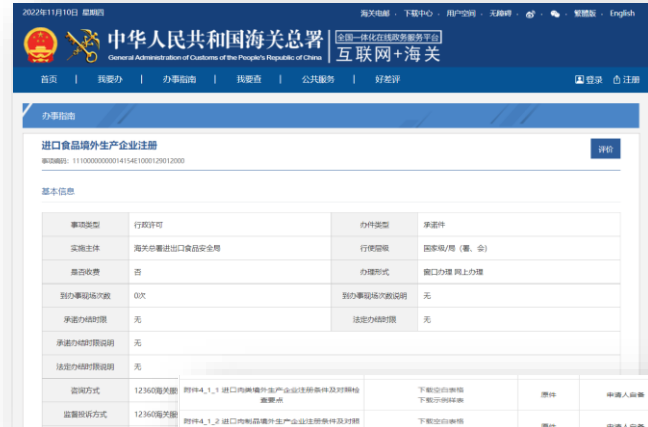 2022年11月10日 星期四
海关电邮 下载中心 用户空间 无障碍 繁體版 English
中华人民共和国海关总署
General Administration of Customs of the People's Republic of China
全国一体化在线政务服务平台
互联网+海关
首页 | 我要办 | 办事指南 | 我要查 | 公共服务 | 好差评
登录 注册
办事指南
进口食品境外生产企业注册
评价
事项编码:11100000000014154E1000129012000
基本信息
事项类型 行政许可 办件类型 承诺件
实施主体 海关总署进出口食品安全局 行使层级 国家级/局(署、会)
是否收费 否 办理形式 窗口办理 网上办理
到办事现场次数 0次 到办事现场次数说明 无
承诺办结时限 无 法定办结时限 无
承诺办结时限说明 无
法定办结时限说明 无
咨询方式 12360海关服
监督投诉方式 12360海关服
附件4_1_1 进口肉类境外生产企业注册条件及对照检查要点
下载空白表格
下载示例样表
原件 申请人自备
附件4_1_2 进口肉制品境外生产企业注册条件及对照
下载空白表格
原件 申请人自备